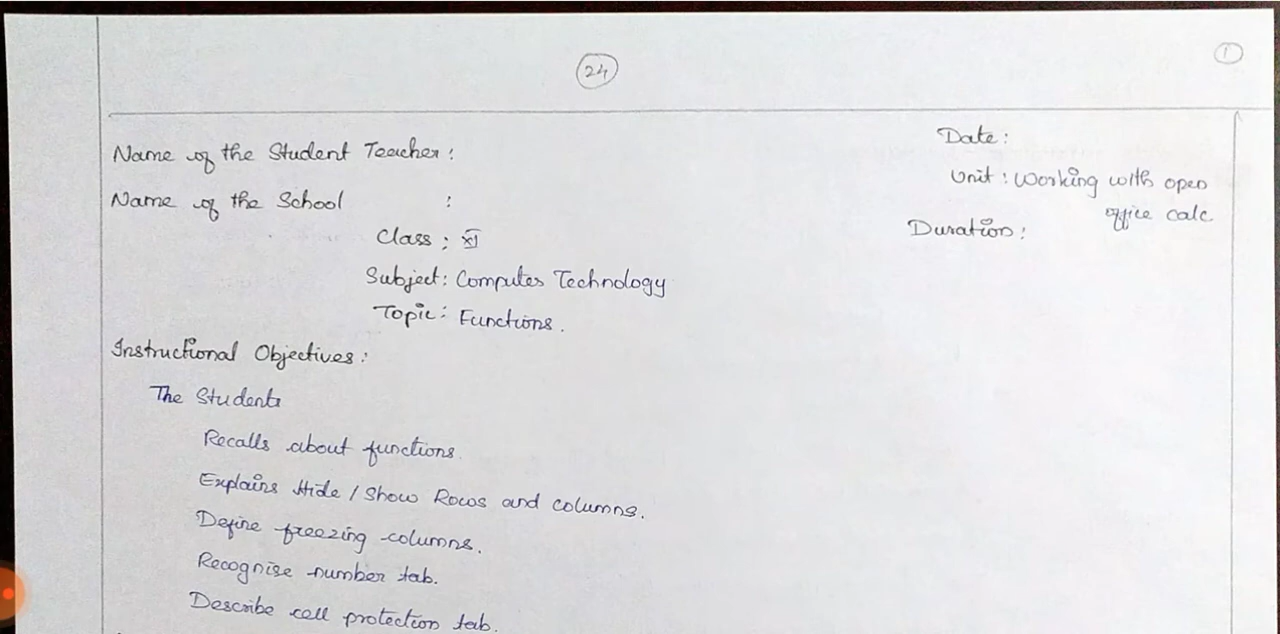 24
1
Name of the Student Teacher :
Date :
Name of the School :
Unit : Working with open
office calc
Class : XI
Duration :
Subject : Computer Technology
Topic : Functions.
Instructional Objectives :
The Students
Recalls about functions.
Explains Hide / Show Rows and columns.
Define freezing columns.
Recognise number tab.
Describe cell protection tab.